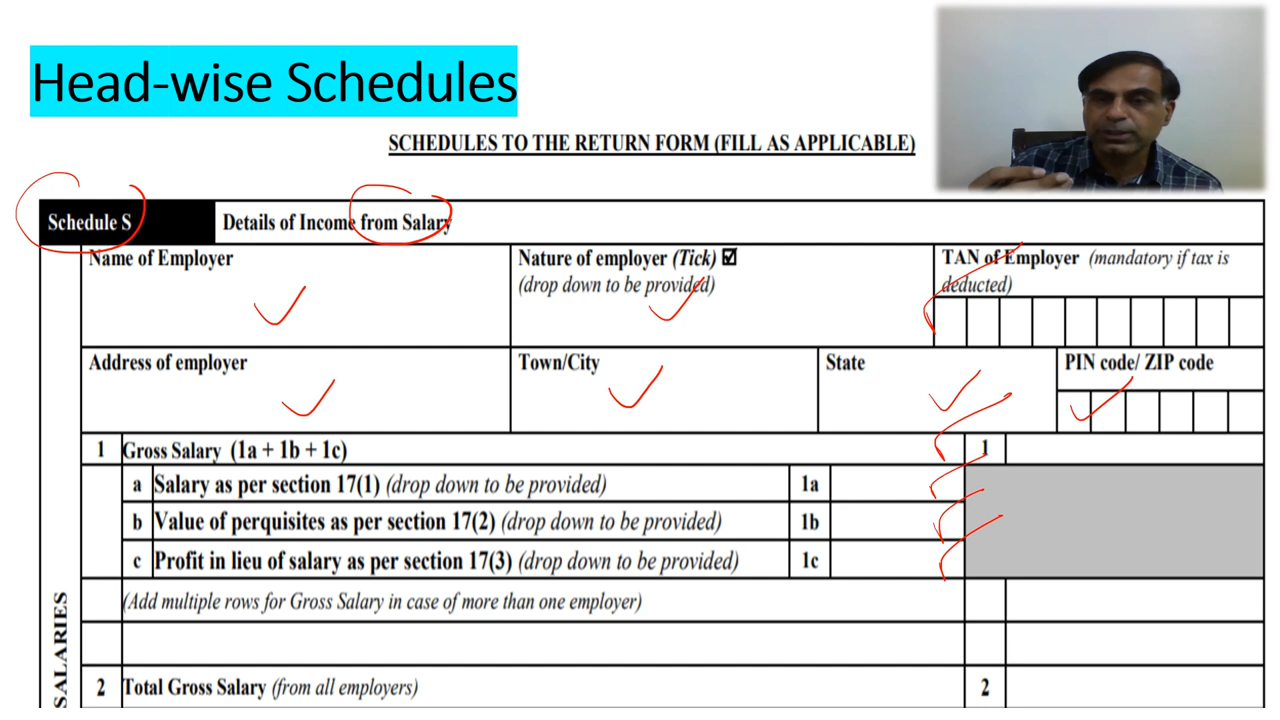 Head-wise Schedules
SCHEDULES TO THE RETURN FORM (FILL AS APPLICABLE)
Schedule S Details of Income from Salary
Name of Employer Nature of employer (Tick) ☑ TAN of Employer (mandatory if tax is
(drop down to be provided) deducted)
Address of employer Town/City State PIN code/ ZIP code
1 Gross Salary (1a + 1b + 1c) 1
a Salary as per section 17(1) (drop down to be provided) 1a
b Value of perquisites as per section 17(2) (drop down to be provided) 1b
c Profit in lieu of salary as per section 17(3) (drop down to be provided) 1c
(Add multiple rows for Gross Salary in case of more than one employer)
2 Total Gross Salary (from all employers) 2
SALARIES